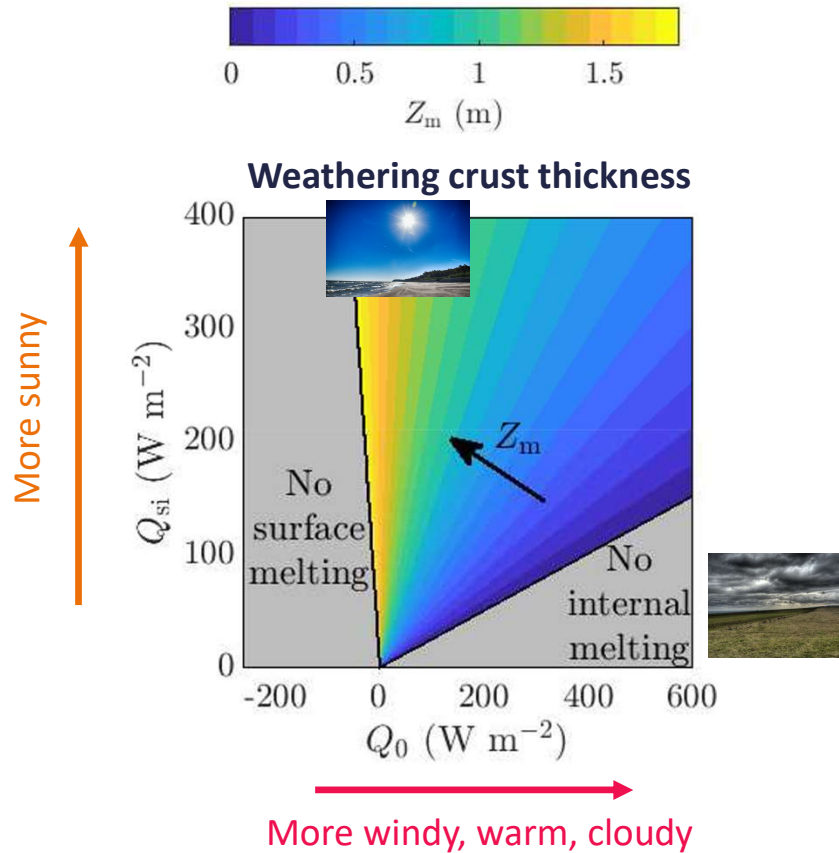 0 0.5 1 1.5
Zm (m)
Weathering crust thickness
400
300
200
100
0
More sunny
Qsi (W m−2)
Zm
No
surface
melting
No
internal
melting
-200 0 200 400 600
Q0 (W m−2)
More windy, warm, cloudy